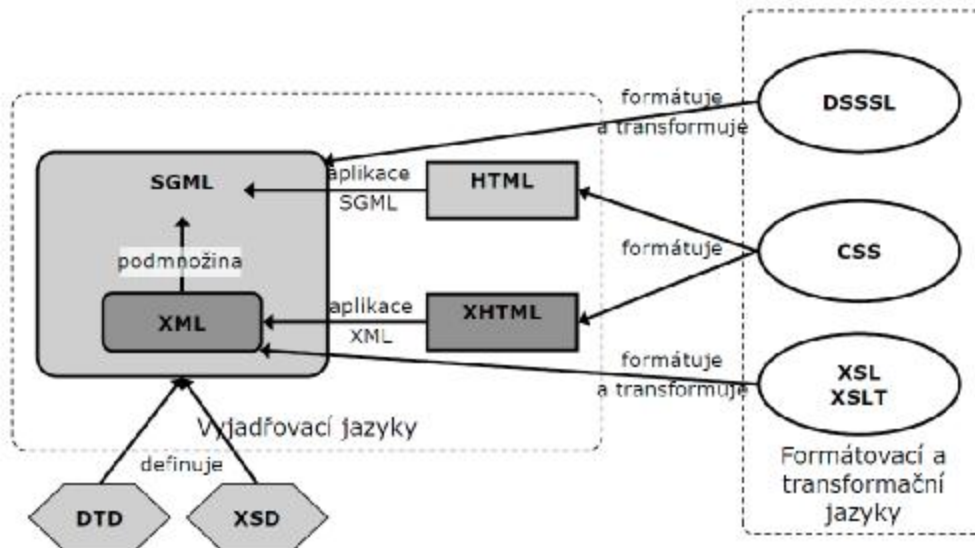 formátuje
a transformuje
DSSSL
SGML
aplikace
SGML
HTML
podmnožina
formátuje
CSS
XML
aplikace
XML
XHTML
formátuje
a transformuje
XSL
XSLT
Vyjadřovací jazyky
definuje
Formátovací a
transformační
jazyky
DTD
XSD